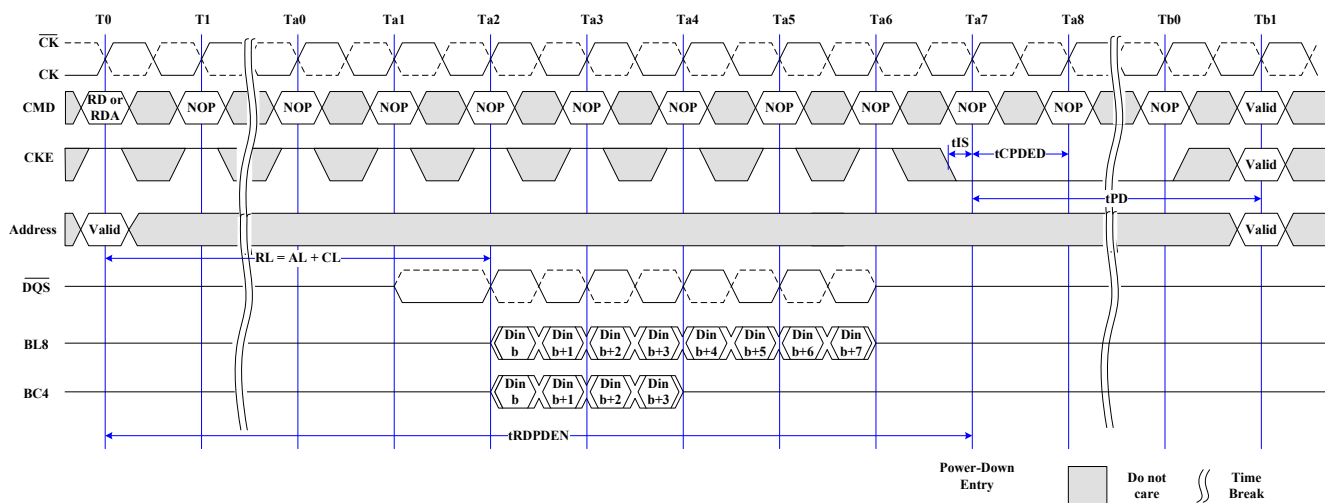 T0 T1 Ta0 Ta1 Ta2 Ta3 Ta4 Ta5 Ta6 Ta7 Ta8 Tb0 Tb1
CK
CK
CMD RD or RDA NOP NOP NOP NOP NOP NOP NOP NOP NOP NOP NOP Valid
tIS tCPDED
CKE Valid
tPD
Address Valid Valid
RL = AL + CL
DQS
BL8 Din b Din b+1 Din b+2 Din b+3 Din b+4 Din b+5 Din b+6 Din b+7
BC4 Din b Din b+1 Din b+2 Din b+3
tRDPDEN
Power-Down Entry
Do not care
Time Break